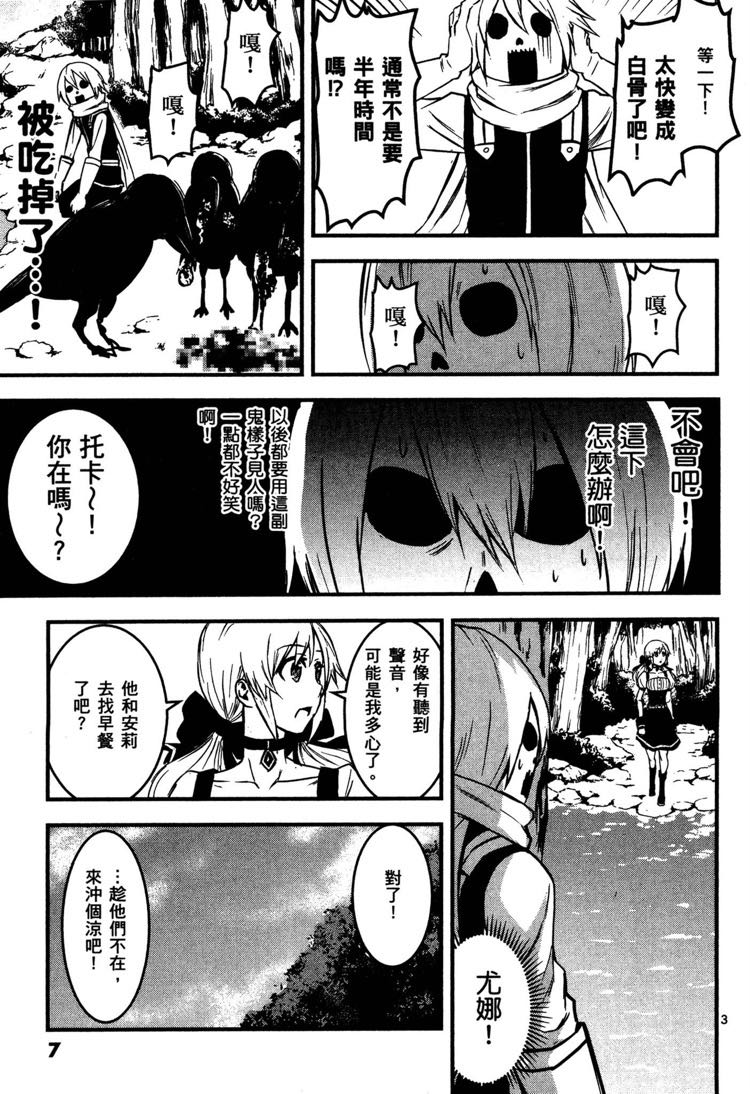 等一下！
太快變成
白骨了吧！
通常不是要
半年時間
嗎!?
嘎！
嘎！
被吃掉了…！
嘎！
嘎！
不會吧！
這下
怎麼辦啊！
以後都要用這副
鬼樣子見人嗎？
一點都不好笑
啊！
托卡～！
你在嗎～？
尤娜！
好像有聽到
聲音，
可能是我多心了。
他和安莉
去找早餐
了吧？
對了！
…趁他們不在，
來沖個涼吧！
3
7